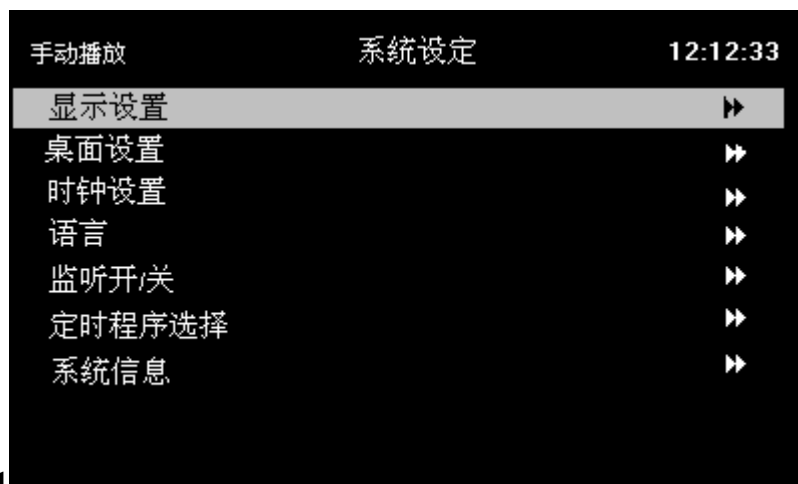 手动播放 系统设定 12:12:33
显示设置
桌面设置
时钟设置
语言
监听开/关
定时程序选择
系统信息